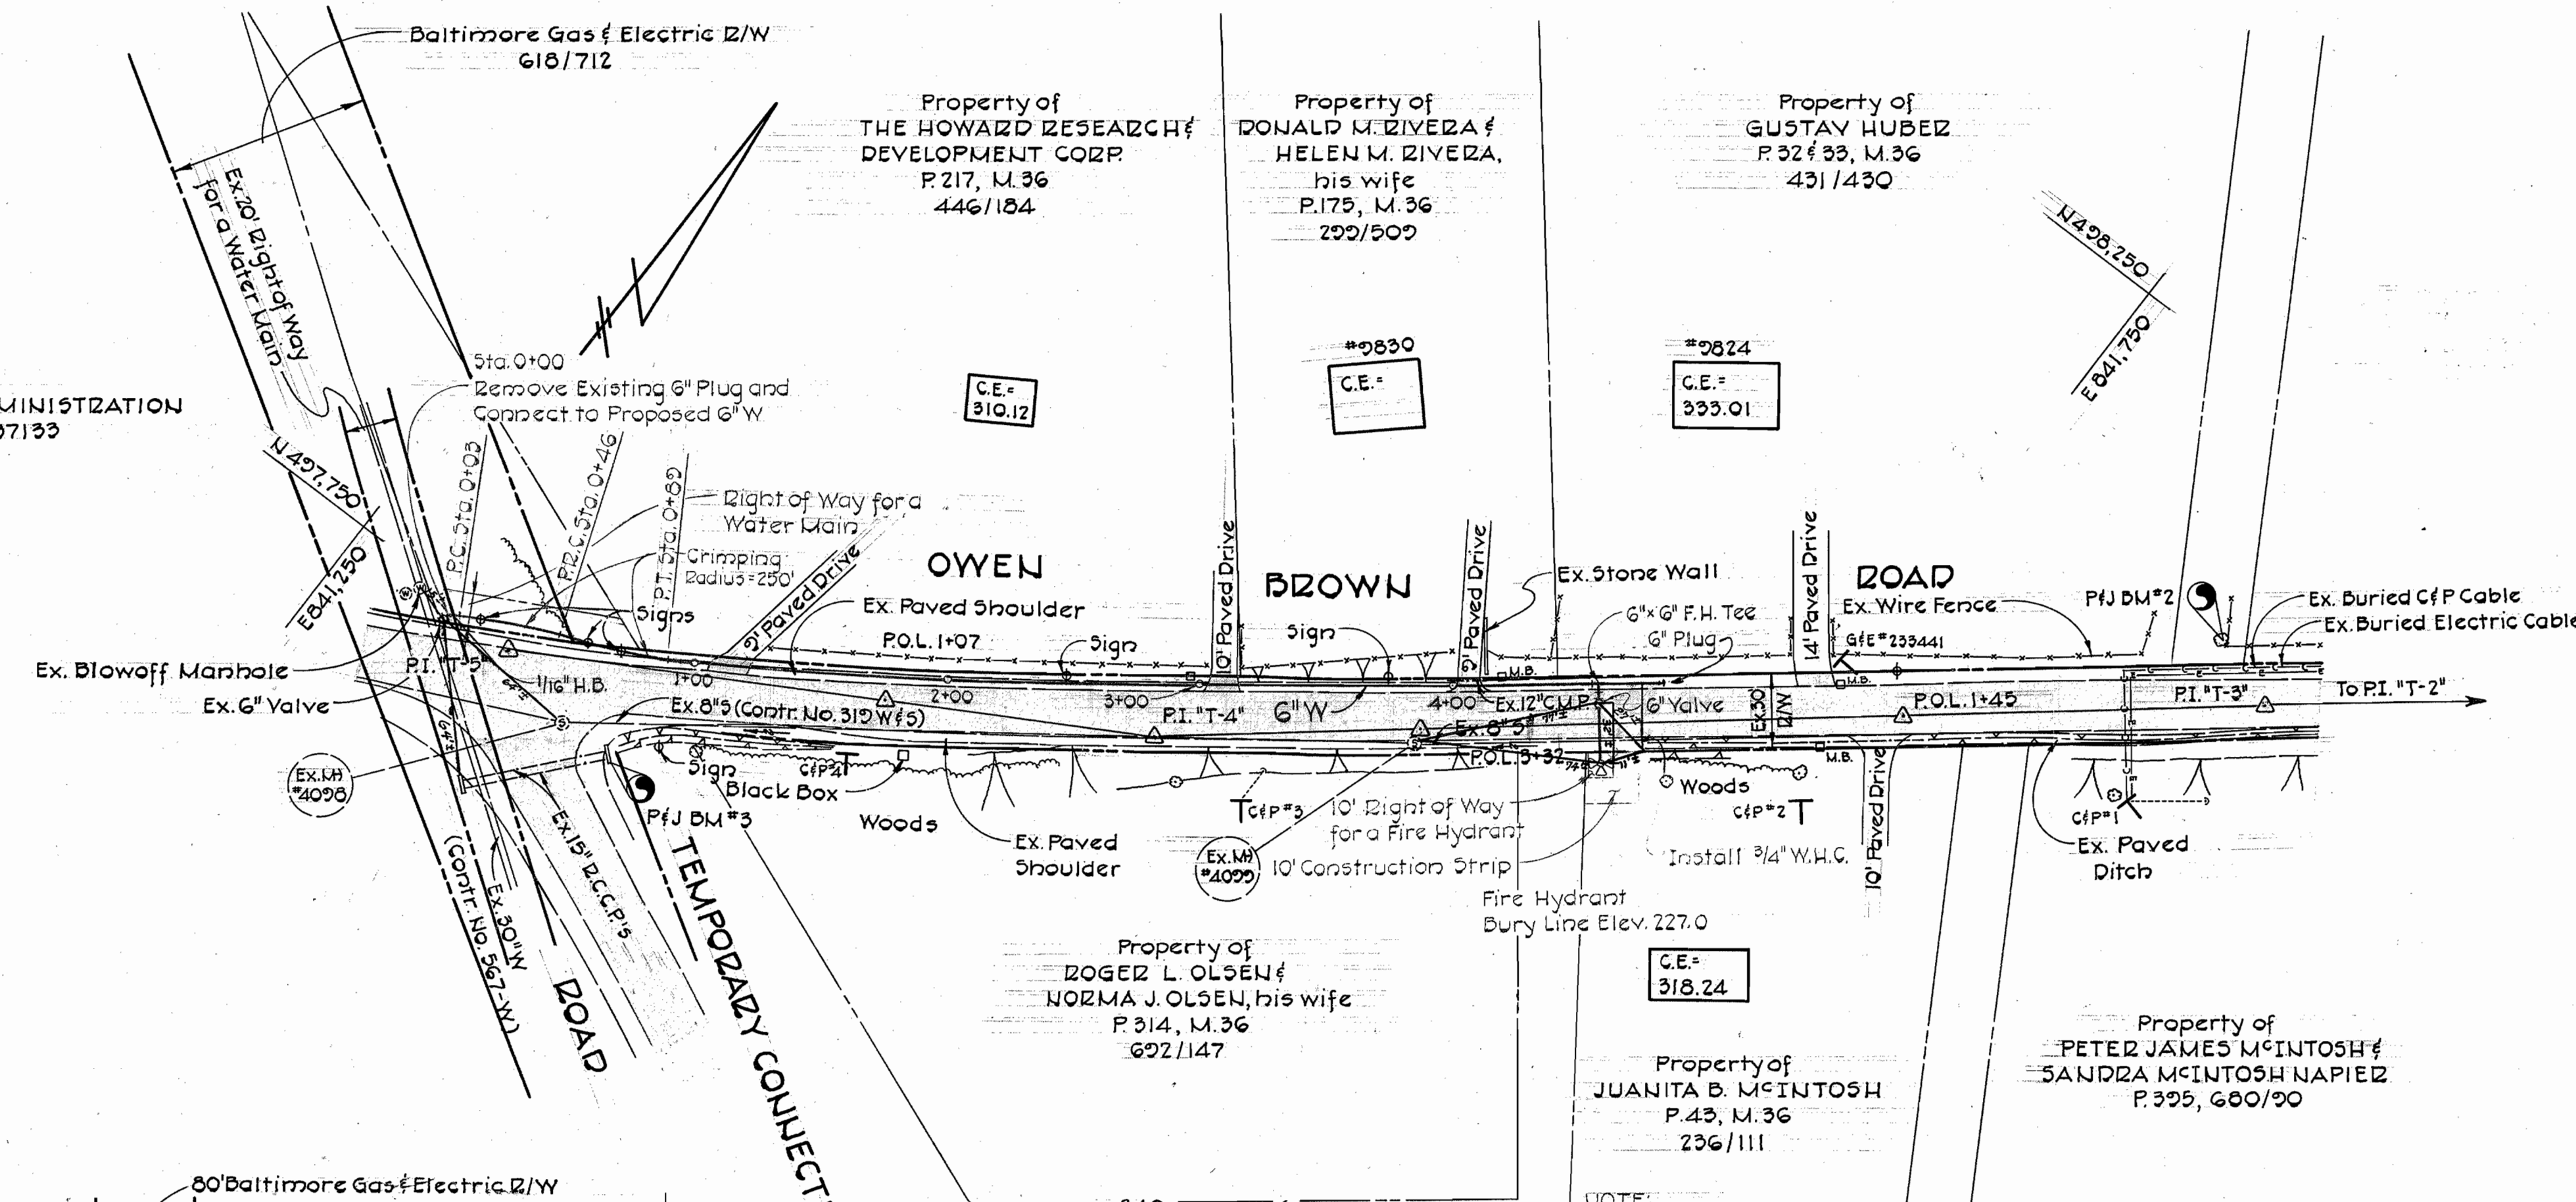 Baltimore Gas & Electric R/W
618/712
Property of
THE HOWARD RESEARCH &
DEVELOPMENT CORP.
P. 217, M. 36
446/184
Property of
DONALD M. RIVERA &
HELEN M. RIVERA,
his wife
P. 175, M. 36
299/509
Property of
GUSTAV HUBER
P. 32 & 33, M. 36
431/430
Ex. 20' Right of Way
for a Water Main
N 498,250
E 841,750
#9830
C.E.=
#9824
C.E.=
333.01
C.E.=
310.12
Sta. 0+00
Remove Existing 6" Plug and
Connect to Proposed 6" W
MINISTRATION
97133
N 497,750
E 841,250
P.C. Sta. 0+03
P.R.C. Sta. 0+46
P.T. Sta. 0+89
Right of Way for a
Water Main
Crimping
Radius=250'
Signs
9' Paved Drive
OWEN
BROWN
ROAD
Ex. Paved Shoulder
P.O.L. 1+07
Sign
10' Paved Drive
Sign
9' Paved Drive
Ex. Stone Wall
6"x6" F.H. Tee
6" Plug
14' Paved Drive
Ex. Wire Fence
G&E #233441
P&J BM #2
Ex. Buried C&P Cable
Ex. Buried Electric Cable
Ex. Blowoff Manhole
Ex. 6" Valve
P.I. "T-5"
1/16" H.B.
1+00
2+00
3+00
4+00
Ex. 8" S (Contr. No. 319 W & S)
P.I. "T-4"
6" W
M.B.
Ex. 12" C.M.P.
Ex. 8" S
6" Valve
Ex. 30'
R/W
M.B.
P.O.L. 1+45
P.I. "T-3"
To P.I. "T-2"
P.O.L. 3+32
M.B.
Ex. MH
#4098
Sign
C&P #4
Black Box
P&J BM #3
Woods
Ex. Paved
Shoulder
C&P #3
Ex. MH
#4099
10' Right of Way
for a Fire Hydrant
10' Construction Strip
Woods
C&P #2
Install 3/4" W.H.C.
10' Paved Drive
C&P #1
Ex. Paved
Ditch
Fire Hydrant
Bury Line Elev. 227.0
Ex. 15" R.C.C.P.'s
Ex. 30" W
(Contr. No. 567-W)
ROAD
TEMPORARY CONNECT
Property of
ROGER L. OLSEN &
NORMA J. OLSEN, his wife
P. 314, M. 36
692/147
C.E.=
318.24
Property of
JUANITA B. McINTOSH
P. 43, M. 36
236/111
Property of
PETER JAMES McINTOSH &
SANDRA McINTOSH NAPIER
P. 395, 680/90
80' Baltimore Gas & Electric R/W
NOTE: